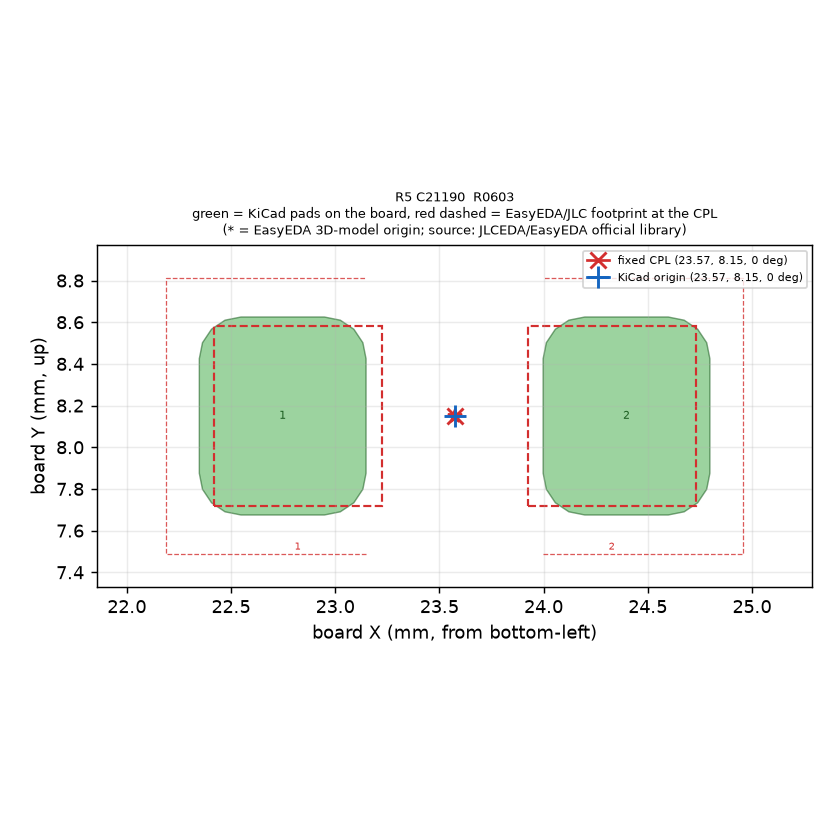 R5 C21190  R0603
green = KiCad pads on the board, red dashed = EasyEDA/JLC footprint at the CPL
(* = EasyEDA 3D-model origin; source: JLCEDA/EasyEDA official library)
fixed CPL (23.57, 8.15, 0 deg)
KiCad origin (23.57, 8.15, 0 deg)
8.8
8.6
8.4
8.2
8.0
7.8
7.6
7.4
board Y (mm, up)
1
2
1
2
22.0 22.5 23.0 23.5 24.0 24.5 25.0
board X (mm, from bottom-left)